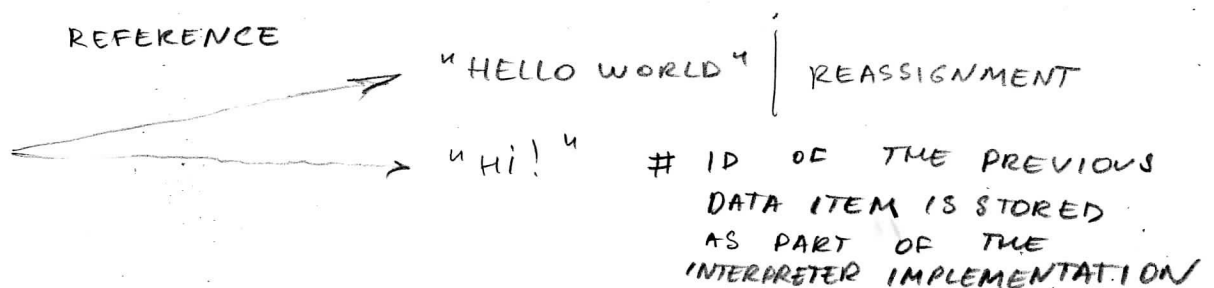 REFERENCE
"HELLO WORLD" | REASSIGNMENT
"Hi!" # ID OF THE PREVIOUS
DATA ITEM IS STORED
AS PART OF THE
INTERPRETER IMPLEMENTATION